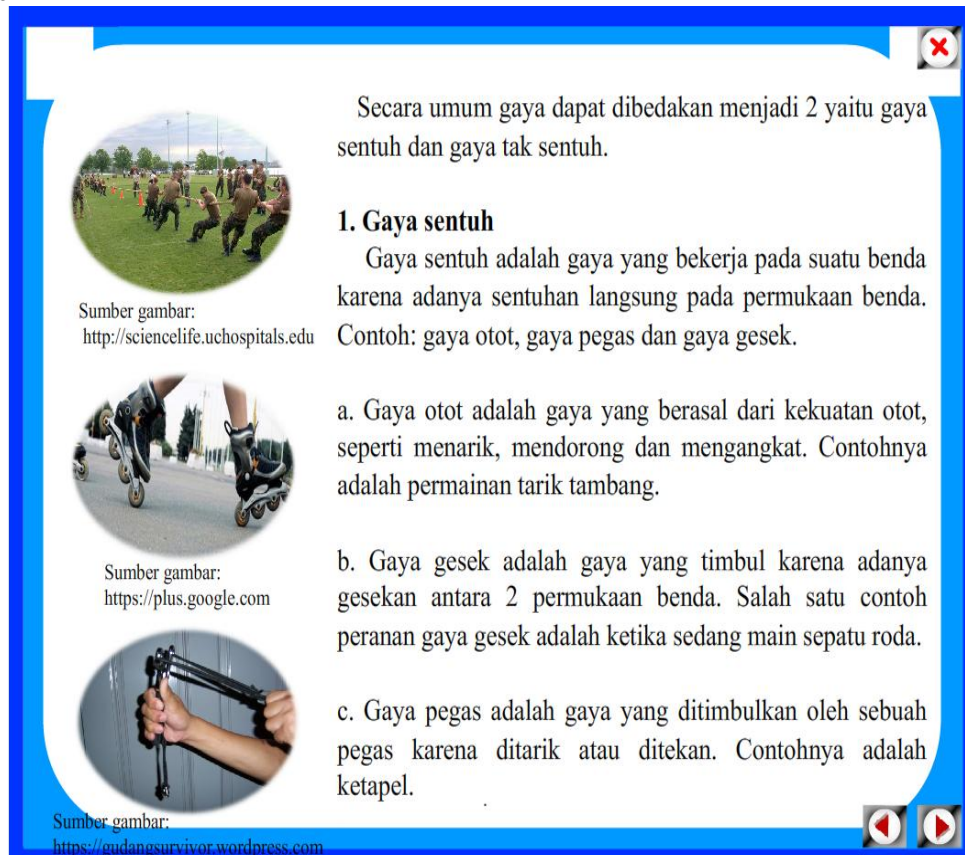 Secara umum gaya dapat dibedakan menjadi 2 yaitu gaya
sentuh dan gaya tak sentuh.
1. Gaya sentuh
Gaya sentuh adalah gaya yang bekerja pada suatu benda
karena adanya sentuhan langsung pada permukaan benda.
Contoh: gaya otot, gaya pegas dan gaya gesek.
a. Gaya otot adalah gaya yang berasal dari kekuatan otot,
seperti menarik, mendorong dan mengangkat. Contohnya
adalah permainan tarik tambang.
b. Gaya gesek adalah gaya yang timbul karena adanya
gesekan antara 2 permukaan benda. Salah satu contoh
peranan gaya gesek adalah ketika sedang main sepatu roda.
c. Gaya pegas adalah gaya yang ditimbulkan oleh sebuah
pegas karena ditarik atau ditekan. Contohnya adalah
ketapel.
Sumber gambar:
http://sciencelife.uchospitals.edu
Sumber gambar:
https://plus.google.com
Sumber gambar:
https://gudangsurvivor.wordpress.com